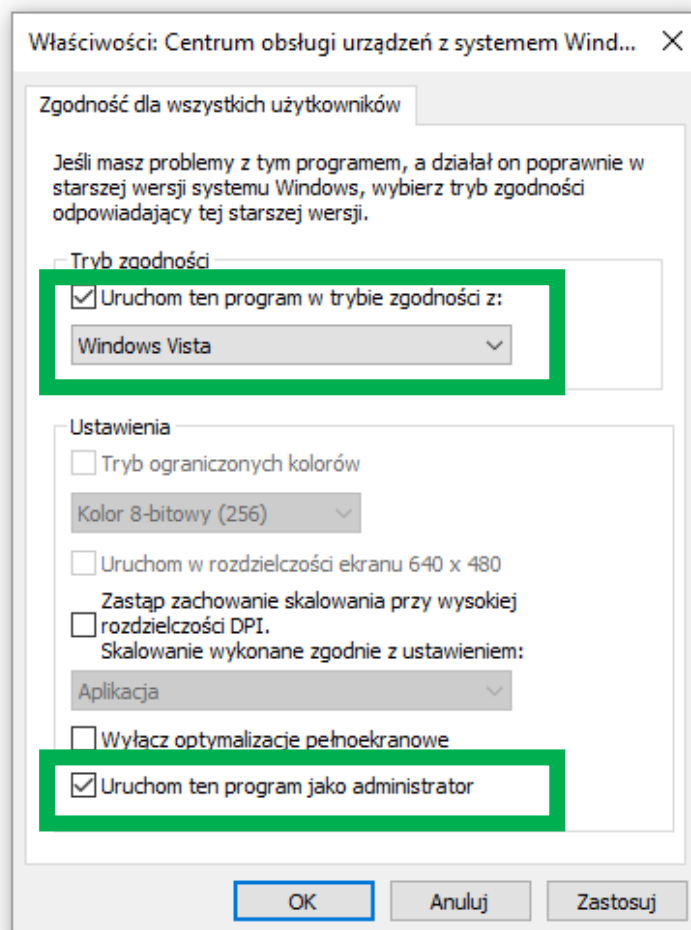 Właściwości: Centrum obsługi urządzeń z systemem Wind...
Zgodność dla wszystkich użytkowników
Jeśli masz problemy z tym programem, a działał on poprawnie w
starszej wersji systemu Windows, wybierz tryb zgodności
odpowiadający tej starszej wersji.
Tryb zgodności
Uruchom ten program w trybie zgodności z:
Windows Vista
Ustawienia
Tryb ograniczonych kolorów
Kolor 8-bitowy (256)
Uruchom w rozdzielczości ekranu 640 x 480
Zastąp zachowanie skalowania przy wysokiej
rozdzielczości DPI.
Skalowanie wykonane zgodnie z ustawieniem:
Aplikacja
Wyłącz optymalizacje pełnoekranowe
Uruchom ten program jako administrator
OK Anuluj Zastosuj